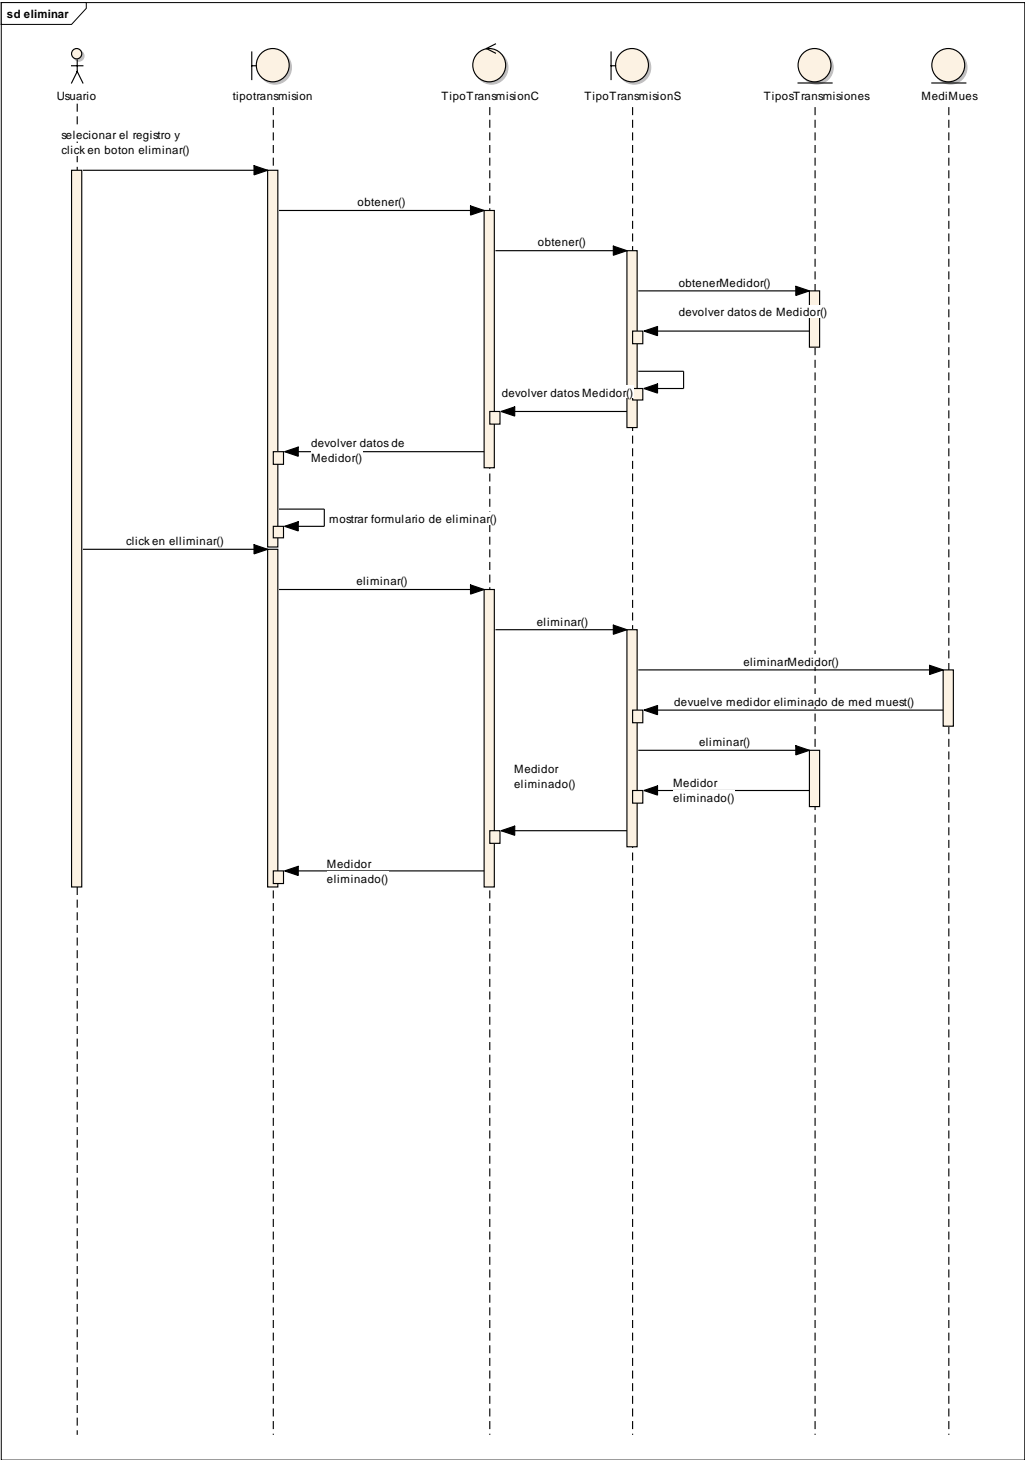 sd eliminar
Usuario
tipotransmision
TipoTransmisionC
TipoTransmisionS
TiposTransmisiones
MediMues
selecionar el registro y
click en boton eliminar()
obtener()
obtener()
obtenerMedidor()
devolver datos de Medidor()
devolver datos Medidor()
devolver datos de
Medidor()
mostrar formulario de eliminar()
click en elliminar()
eliminar()
eliminar()
eliminarMedidor()
devuelve medidor eliminado de med muest()
eliminar()
Medidor
eliminado()
Medidor
eliminado()
Medidor
eliminado()